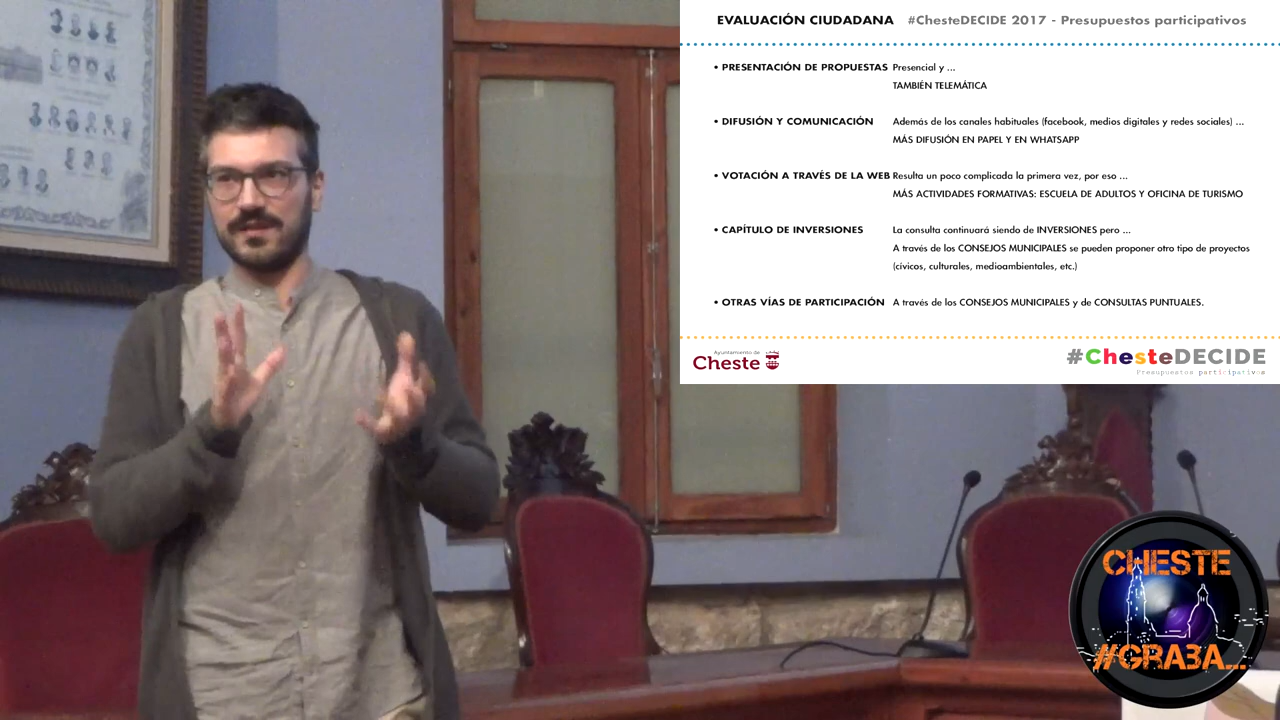 EVALUACIÓN CIUDADANA #ChesteDECIDE 2017 - Presupuestos participativos
• PRESENTACIÓN DE PROPUESTAS Presencial y ...
TAMBIÉN TELEMÁTICA
• DIFUSIÓN Y COMUNICACIÓN Además de los canales habituales (facebook, medios digitales y redes sociales) ...
MÁS DIFUSIÓN EN PAPEL Y EN WHATSAPP
• VOTACIÓN A TRAVÉS DE LA WEB Resulta un poco complicada la primera vez, por eso ...
MÁS ACTIVIDADES FORMATIVAS: ESCUELA DE ADULTOS Y OFICINA DE TURISMO
• CAPÍTULO DE INVERSIONES La consulta continuará siendo de INVERSIONES pero ...
A través de los CONSEJOS MUNICIPALES se pueden proponer otro tipo de proyectos
(cívicos, culturales, medioambientales, etc.)
• OTRAS VÍAS DE PARTICIPACIÓN A través de los CONSEJOS MUNICIPALES y de CONSULTAS PUNTUALES.
Ayuntamiento de
Cheste
#ChesteDECIDE
Presupuestos participativos
CHESTE
#GRABA...